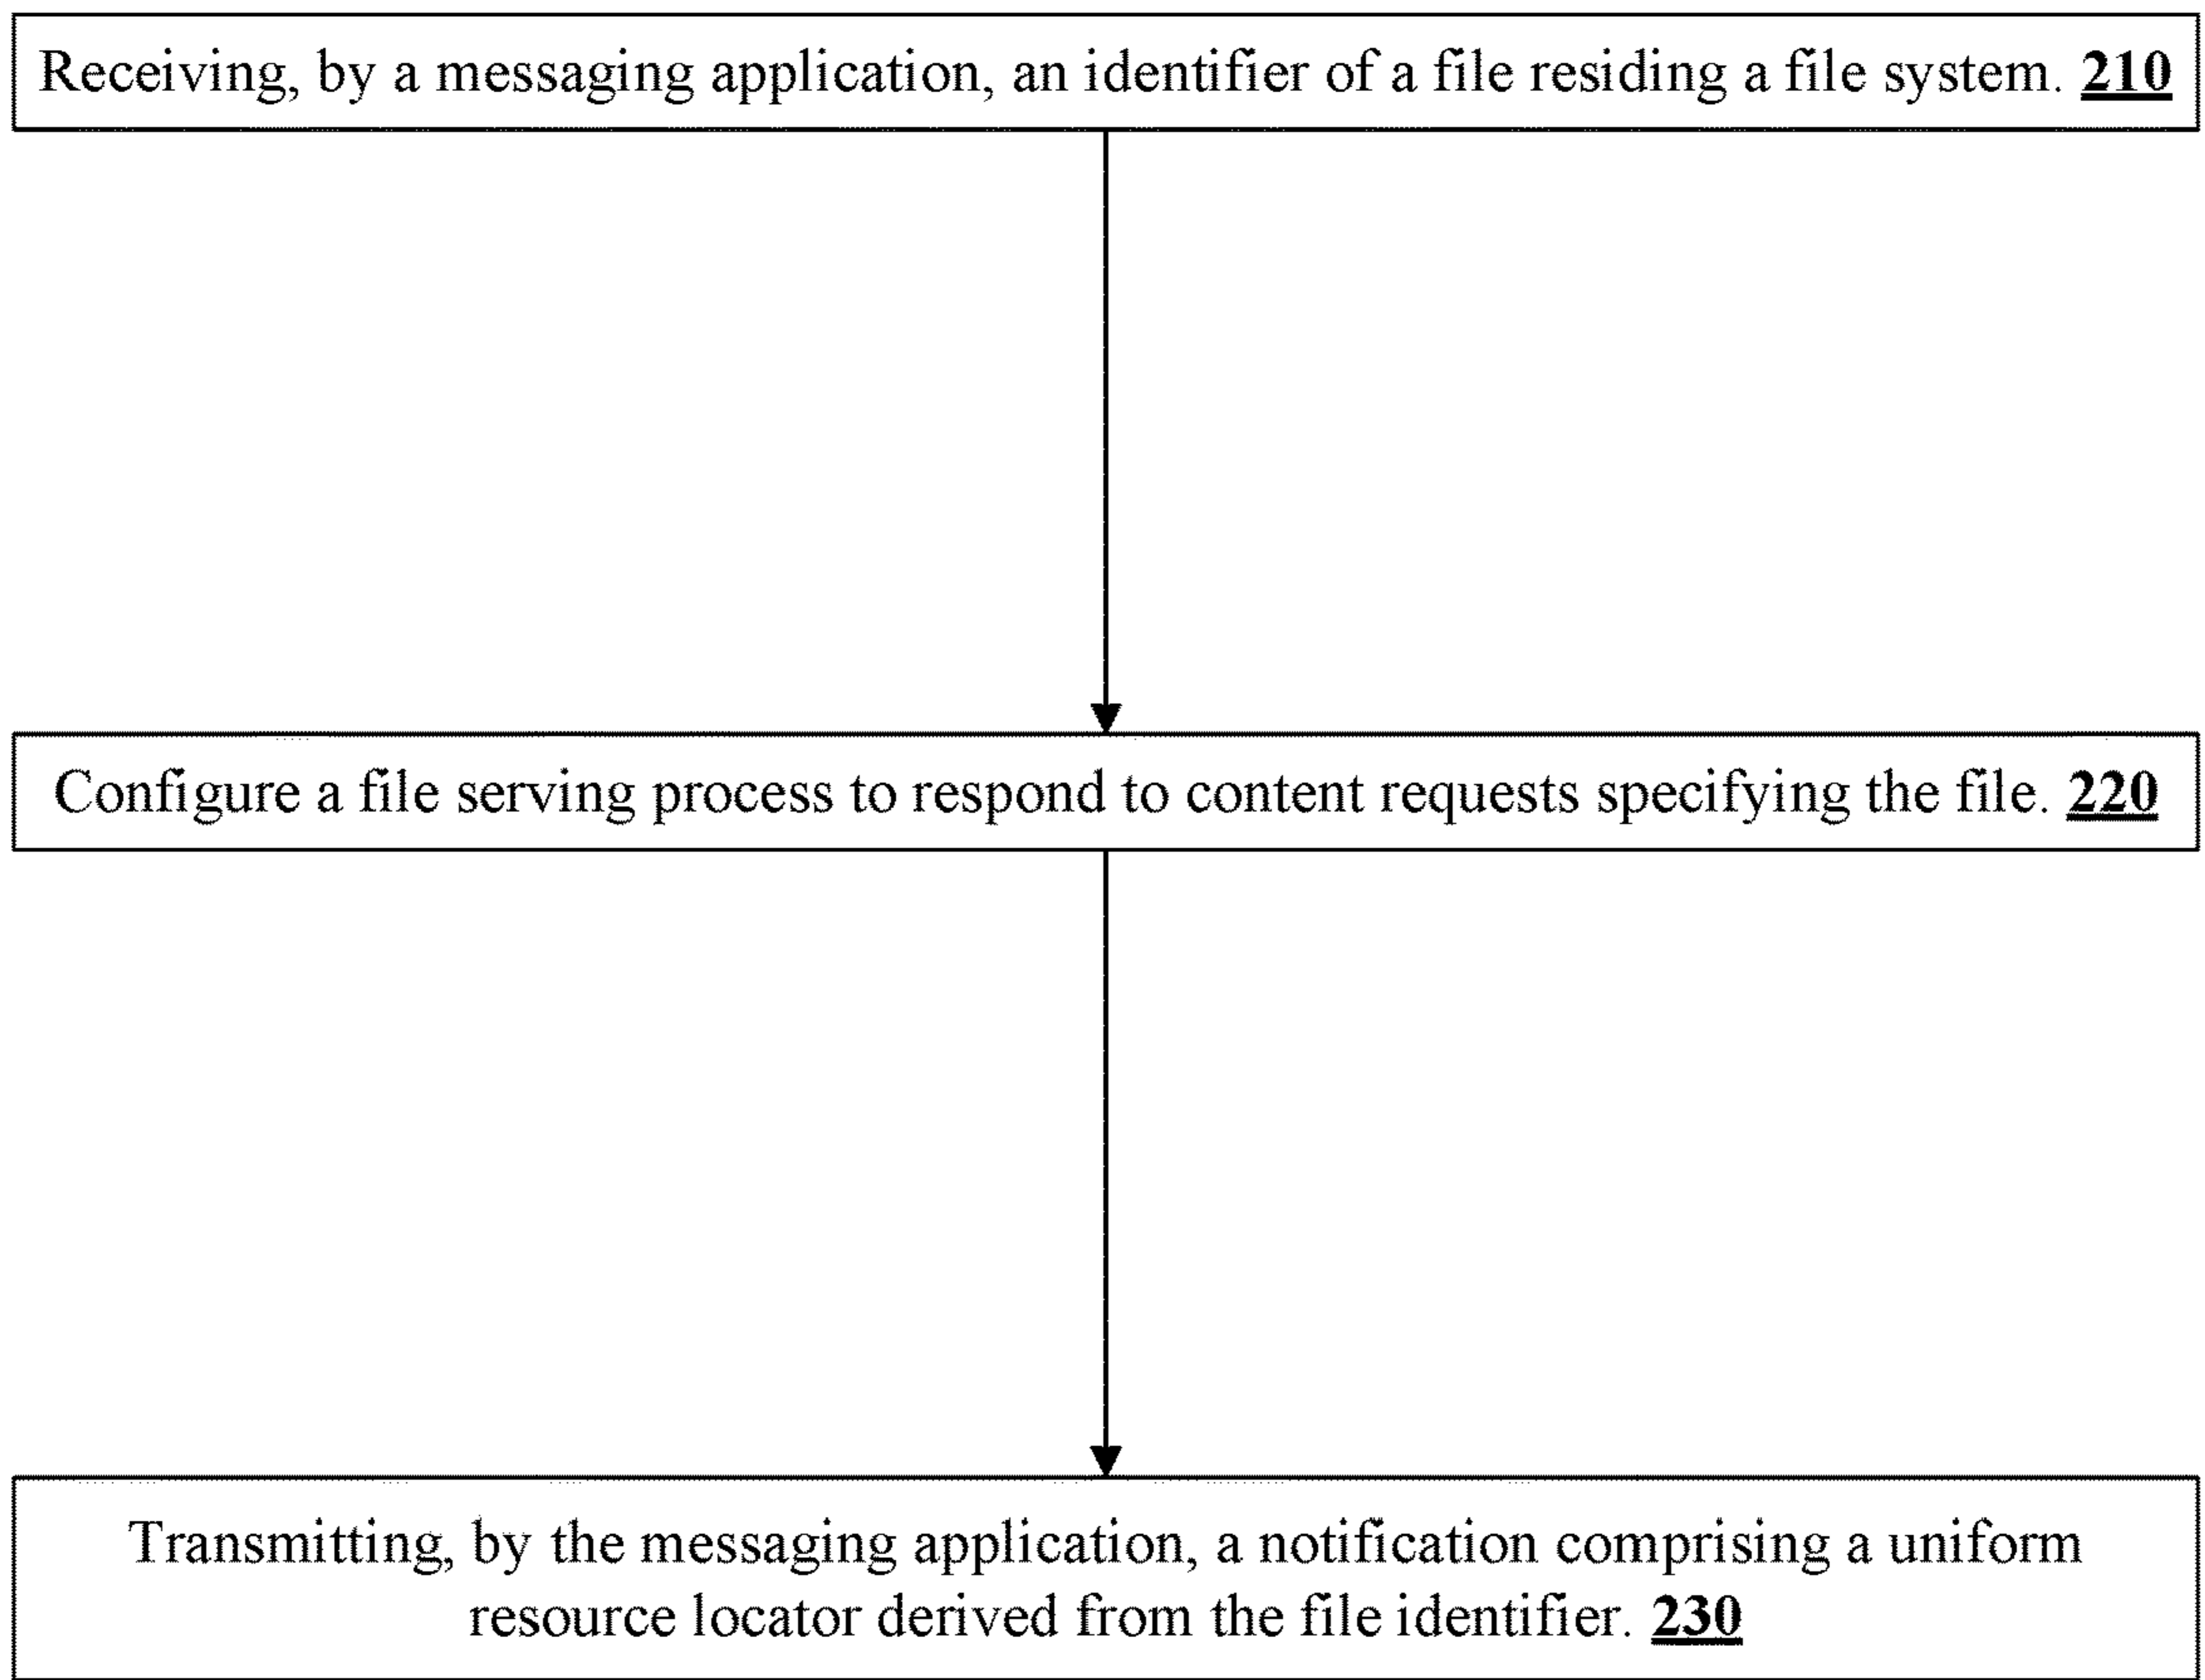 Receiving, by a messaging application, an identifier of a file residing a file system. 210
Configure a file serving process to respond to content requests specifying the file. 220
Transmitting, by the messaging application, a notification comprising a uniform
resource locator derived from the file identifier. 230